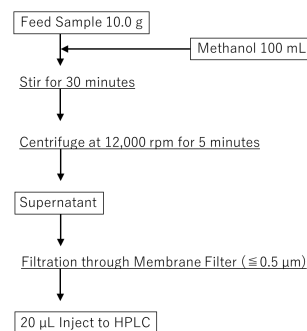 Feed Sample 10.0 g
Methanol 100 mL
Stir for 30 minutes
Centrifuge at 12,000 rpm for 5 minutes
Supernatant
Filtration through Membrane Filter (≦0.5 μm)
20 μL Inject to HPLC